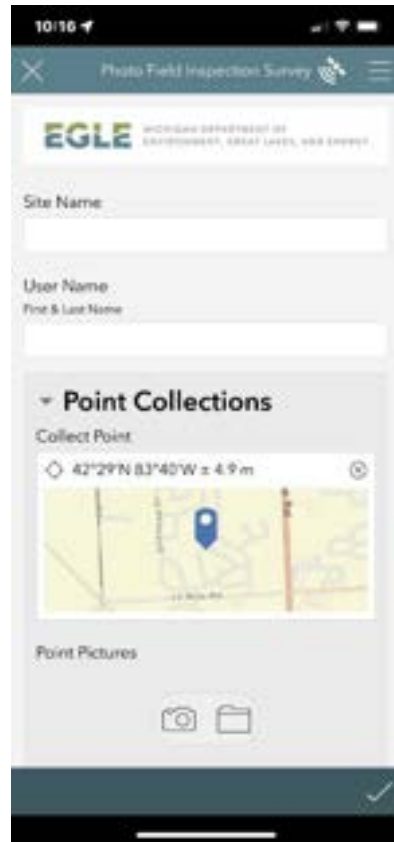 10:16
Photo Field Inspection Survey
EGLE MICHIGAN DEPARTMENT OF
ENVIRONMENT, GREAT LAKES, AND ENERGY
Site Name
User Name
First & Last Name
Point Collections
Collect Point
42°29'N 83°40'W ± 4.9 m
Point Pictures